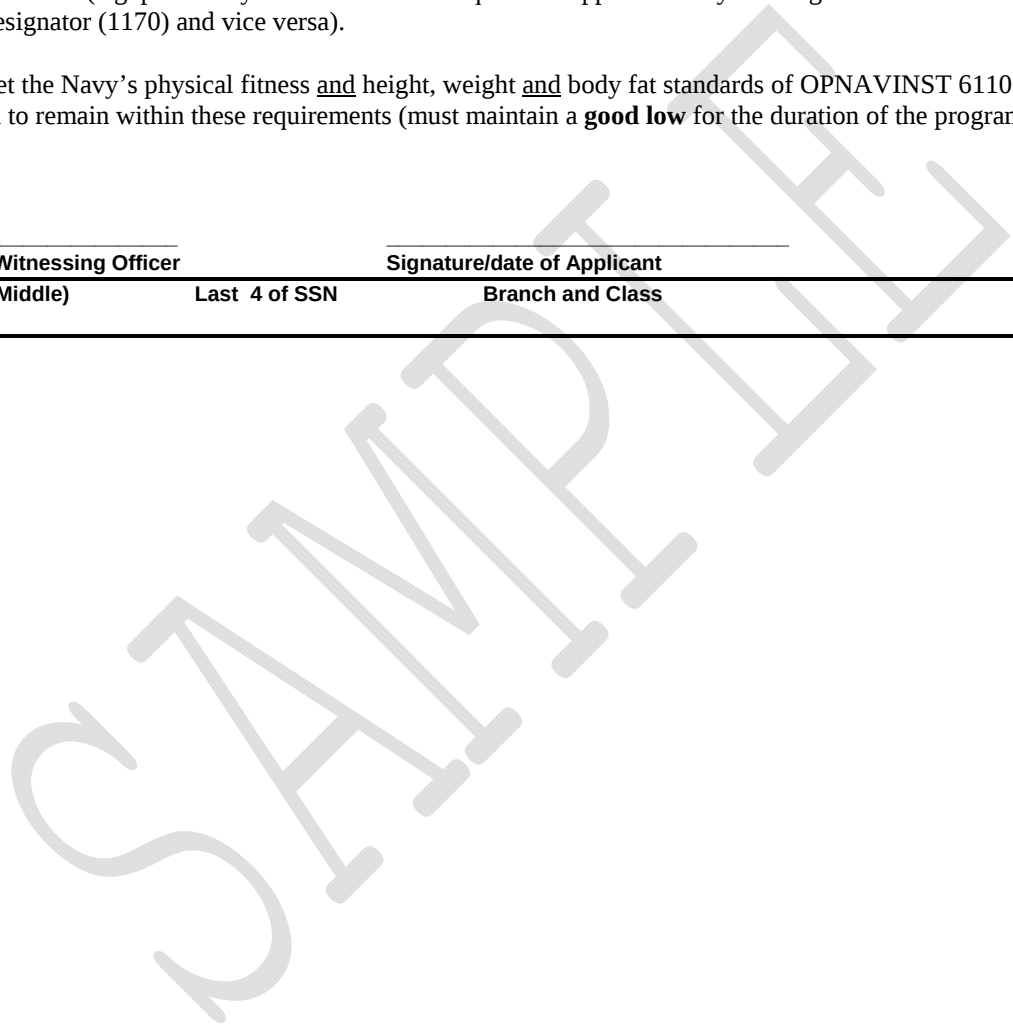 esignator (1170) and vice versa).
et the Navy’s physical fitness and height, weight and body fat standards of OPNAVINST 6110
to remain within these requirements (must maintain a good low for the duration of the program
Witnessing Officer Signature/date of Applicant
Middle) Last 4 of SSN Branch and Class
SAMPLE